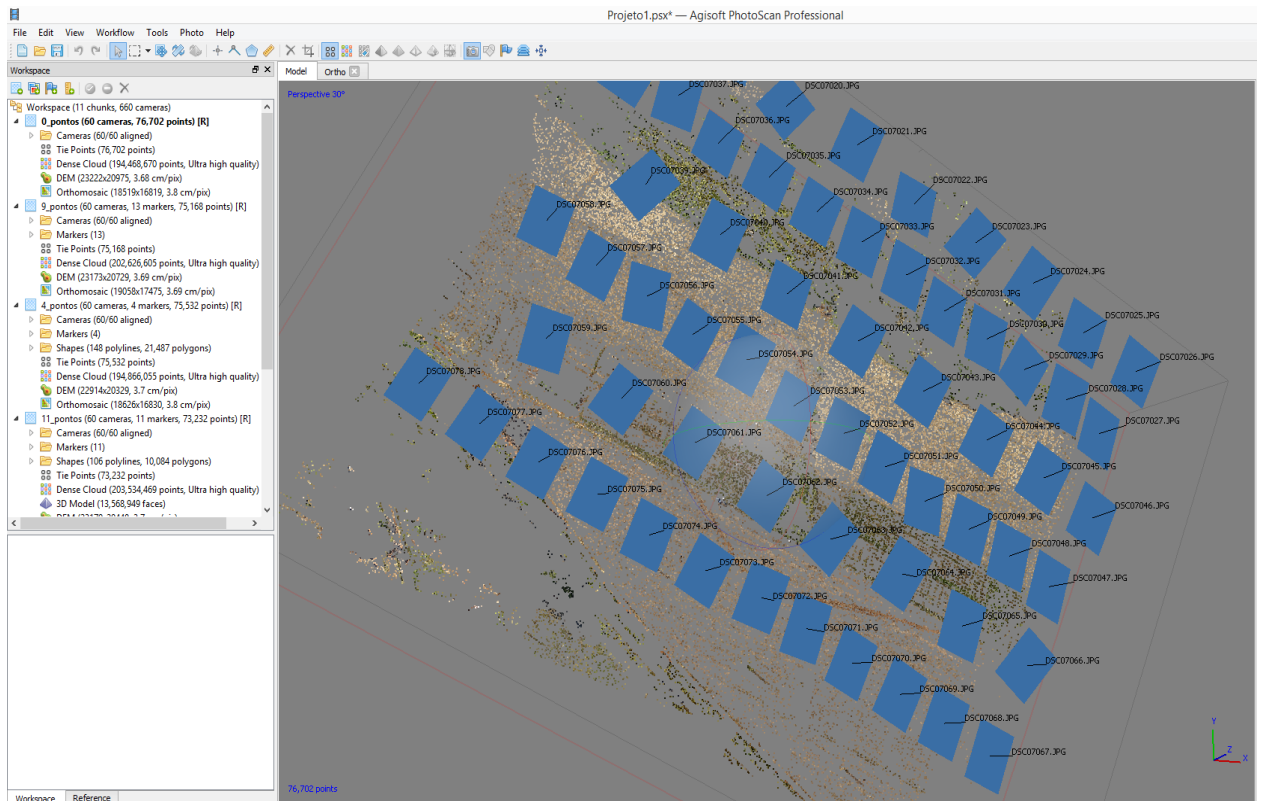 Projeto1.psx* — Agisoft PhotoScan Professional
File Edit View Workflow Tools Photo Help
Workspace
Model Ortho
Workspace (11 chunks, 660 cameras)
0_pontos (60 cameras, 76,702 points) [R]
Cameras (60/60 aligned)
Tie Points (76,702 points)
Dense Cloud (194,468,670 points, Ultra high quality)
DEM (23222x20975, 3.68 cm/pix)
Orthomosaic (18519x16819, 3.8 cm/pix)
9_pontos (60 cameras, 13 markers, 75,168 points) [R]
Cameras (60/60 aligned)
Markers (13)
Tie Points (75,168 points)
Dense Cloud (202,626,605 points, Ultra high quality)
DEM (23173x20729, 3.69 cm/pix)
Orthomosaic (19058x17475, 3.69 cm/pix)
4_pontos (60 cameras, 4 markers, 75,532 points) [R]
Cameras (60/60 aligned)
Markers (4)
Shapes (148 polylines, 21,487 polygons)
Tie Points (75,532 points)
Dense Cloud (194,866,055 points, Ultra high quality)
DEM (22914x20329, 3.7 cm/pix)
Orthomosaic (18626x16830, 3.8 cm/pix)
11_pontos (60 cameras, 11 markers, 73,232 points) [R]
Cameras (60/60 aligned)
Markers (11)
Shapes (106 polylines, 10,084 polygons)
Tie Points (73,232 points)
Dense Cloud (203,534,469 points, Ultra high quality)
3D Model (13,568,949 faces)
Workspace Reference
Perspective 30°
DSC07037.JPG
DSC07020.JPG
DSC07036.JPG
DSC07021.JPG
DSC07035.JPG
DSC07039.JPG
DSC07022.JPG
DSC07034.JPG
DSC07058.JPG
DSC07040.JPG
DSC07033.JPG
DSC07023.JPG
DSC07057.JPG
DSC07032.JPG
DSC07024.JPG
DSC07041.JPG
DSC07056.JPG
DSC07031.JPG
DSC07025.JPG
DSC07055.JPG
DSC07030.JPG
DSC07042.JPG
DSC07059.JPG
DSC07054.JPG
DSC07029.JPG
DSC07026.JPG
DSC07078.JPG
DSC07043.JPG
DSC07060.JPG
DSC07028.JPG
DSC07053.JPG
DSC07077.JPG
DSC07027.JPG
DSC07052.JPG
DSC07044.JPG
DSC07061.JPG
DSC07076.JPG
DSC07051.JPG
DSC07045.JPG
DSC07062.JPG
DSC07075.JPG
DSC07050.JPG
DSC07046.JPG
DSC07049.JPG
DSC07074.JPG
DSC07063.JPG
DSC07048.JPG
DSC07073.JPG
DSC07064.JPG
DSC07047.JPG
DSC07072.JPG
DSC07065.JPG
DSC07071.JPG
DSC07070.JPG
DSC07066.JPG
DSC07069.JPG
DSC07068.JPG
DSC07067.JPG
Y
Z
X
76,702 points